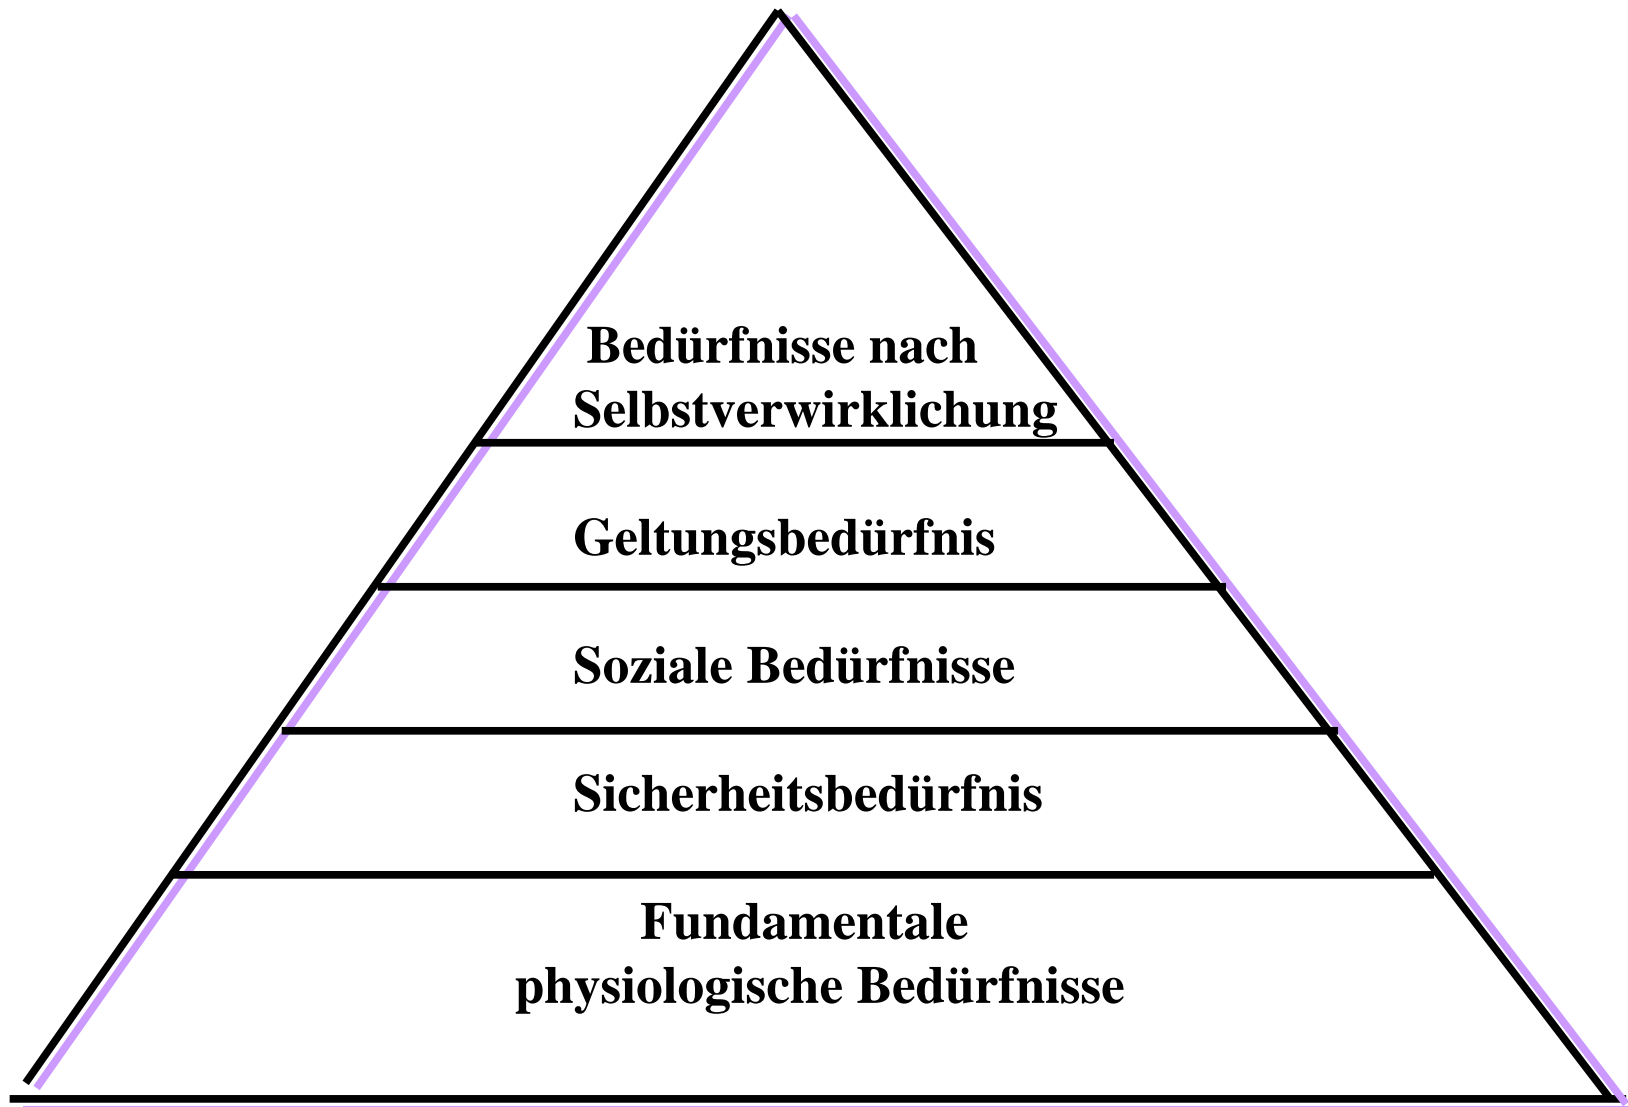 Bedürfnisse nach
Selbstverwirklichung
Geltungsbedürfnis
Soziale Bedürfnisse
Sicherheitsbedürfnis
Fundamentale
physiologische Bedürfnisse